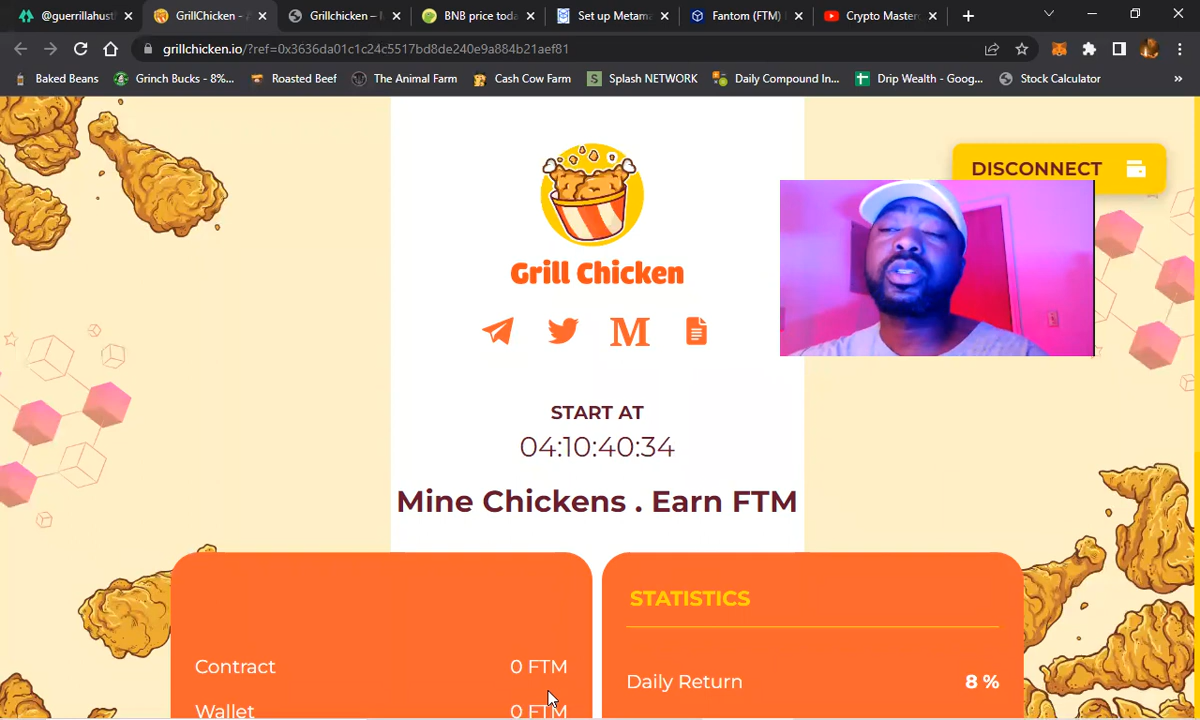 @guerrillahustl
GrillChicken - A
Grillchicken – I
BNB price toda
Set up Metama
Fantom (FTM)
Crypto Master
grillchicken.io/?ref=0x3636da01c1c24c5517bd8de240e9a884b21aef81
Baked Beans
Grinch Bucks - 8%...
Roasted Beef
The Animal Farm
Cash Cow Farm
S Splash NETWORK
Daily Compound In...
Drip Wealth - Goog...
Stock Calculator
»
DISCONNECT
Grill Chicken
M
START AT
04:10:40:34
Mine Chickens . Earn FTM
STATISTICS
Contract 0 FTM
Daily Return 8 %
Wallet 0 FTM